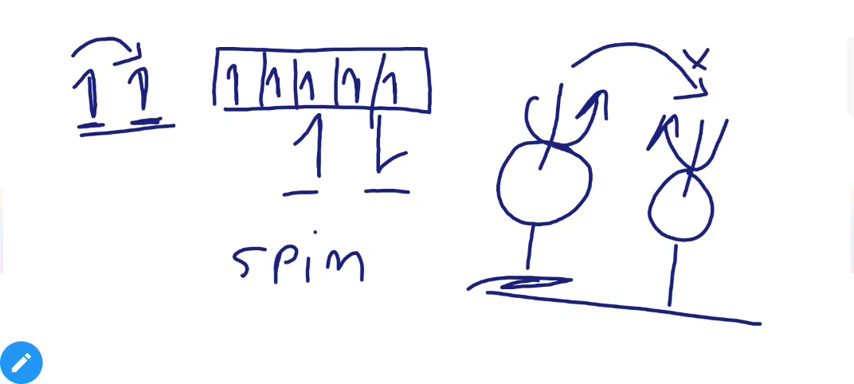 ↿ ↿
↿ ↿ ↿ ↿ ↿
↿ ⇂
spin
x